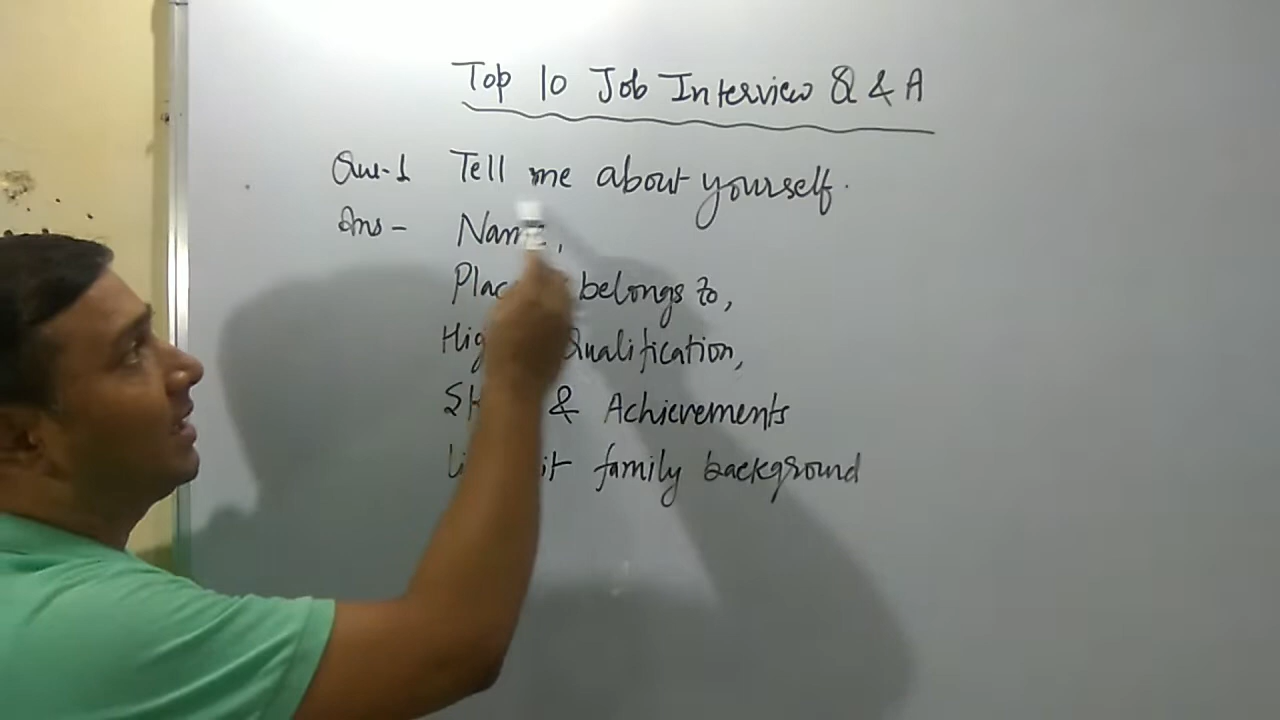 Top 10 Job Interview Q & A
Que-1 Tell me about yourself.
Ans- Name,
belongs to,
Qualification,
& Achievements
family background